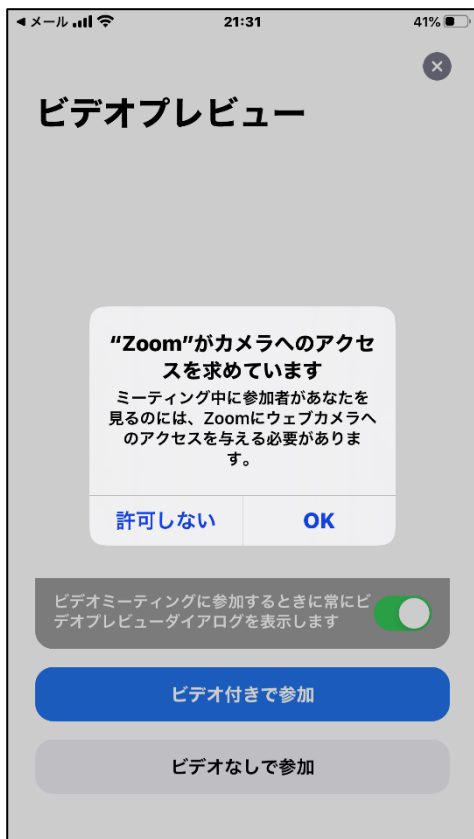 ◀メール 21:31 41%
ビデオプレビュー
“Zoom”がカメラへのアクセ
スを求めています
ミーティング中に参加者があなたを
見るのには、Zoomにウェブカメラへ
のアクセスを与える必要がありま
す。
許可しない OK
ビデオミーティングに参加するときに常にビ
デオプレビューダイアログを表示します
ビデオ付きで参加
ビデオなしで参加